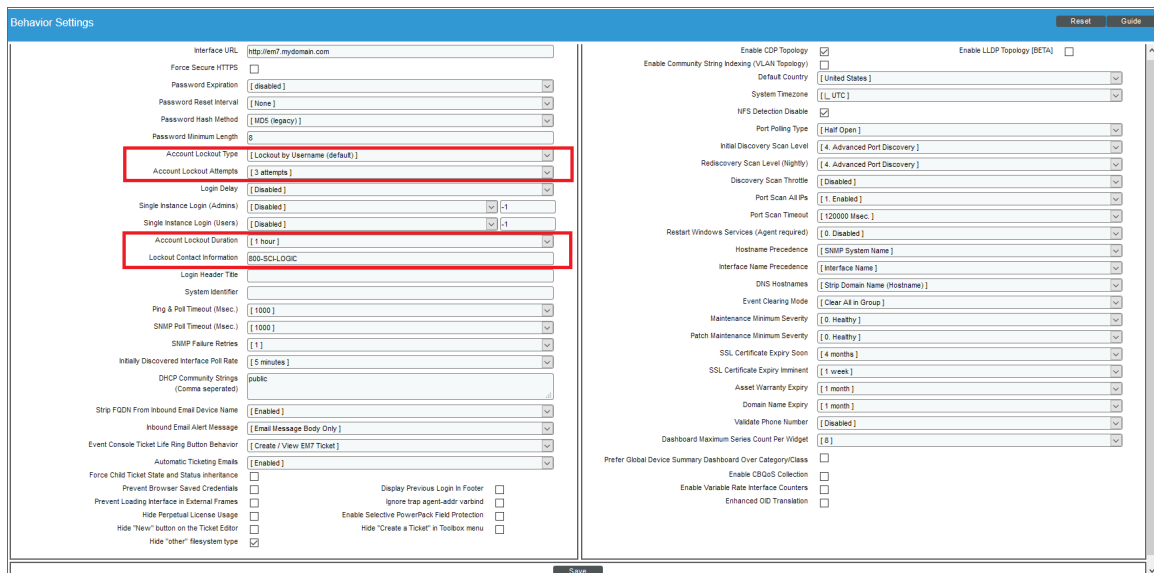 Behavior Settings
Reset
Guide
Interface URL http://em7.mydomain.com
Force Secure HTTPS
Password Expiration [ disabled ]
Password Reset Interval [ None ]
Password Hash Method [ MD5 (legacy) ]
Password Minimum Length 8
Account Lockout Type [ Lockout by Username (default) ]
Account Lockout Attempts [ 3 attempts ]
Login Delay [ Disabled ]
Single Instance Login (Admins) [ Disabled ] -1
Single Instance Login (Users) [ Disabled ] -1
Account Lockout Duration [ 1 hour ]
Lockout Contact Information 800-SCI-LOGIC
Login Header Title
System Identifier
Ping & Poll Timeout (Msec.) [ 1000 ]
SNMP Poll Timeout (Msec.) [ 1000 ]
SNMP Failure Retries [ 1 ]
Initially Discovered Interface Poll Rate [ 5 minutes ]
DHCP Community Strings public
(Comma seperated)
Strip FQDN From Inbound Email Device Name [ Enabled ]
Inbound Email Alert Message [ Email Message Body Only ]
Event Console Ticket Life Ring Button Behavior [ Create / View EM7 Ticket ]
Automatic Ticketing Emails [ Enabled ]
Force Child Ticket State and Status inheritance
Prevent Browser Saved Credentials
Display Previous Login In Footer
Prevent Loading Interface in External Frames
Ignore trap agent-addr varbind
Hide Perpetual License Usage
Enable Selective PowerPack Field Protection
Hide "New" button on the Ticket Editor
Hide "Create a Ticket" in Toolbox menu
Hide "other" filesystem type
Enable CDP Topology
Enable LLDP Topology [BETA]
Enable Community String Indexing (VLAN Topology)
Default Country [ United States ]
System Timezone [ |_ UTC ]
NFS Detection Disable
Port Polling Type [ Half Open ]
Initial Discovery Scan Level [ 4. Advanced Port Discovery ]
Rediscovery Scan Level (Nightly) [ 4. Advanced Port Discovery ]
Discovery Scan Throttle [ Disabled ]
Port Scan All IPs [ 1. Enabled ]
Port Scan Timeout [ 120000 Msec. ]
Restart Windows Services (Agent required) [ 0. Disabled ]
Hostname Precedence [ SNMP System Name ]
Interface Name Precedence [ Interface Name ]
DNS Hostnames [ Strip Domain Name (Hostname) ]
Event Clearing Mode [ Clear All in Group ]
Maintenance Minimum Severity [ 0. Healthy ]
Patch Maintenance Minimum Severity [ 0. Healthy ]
SSL Certificate Expiry Soon [ 4 months ]
SSL Certificate Expiry Imminent [ 1 week ]
Asset Warranty Expiry [ 1 month ]
Domain Name Expiry [ 1 month ]
Validate Phone Number [ Disabled ]
Dashboard Maximum Series Count Per Widget [ 8 ]
Prefer Global Device Summary Dashboard Over Category/Class
Enable CBQoS Collection
Enable Variable Rate Interface Counters
Enhanced OID Translation
Save